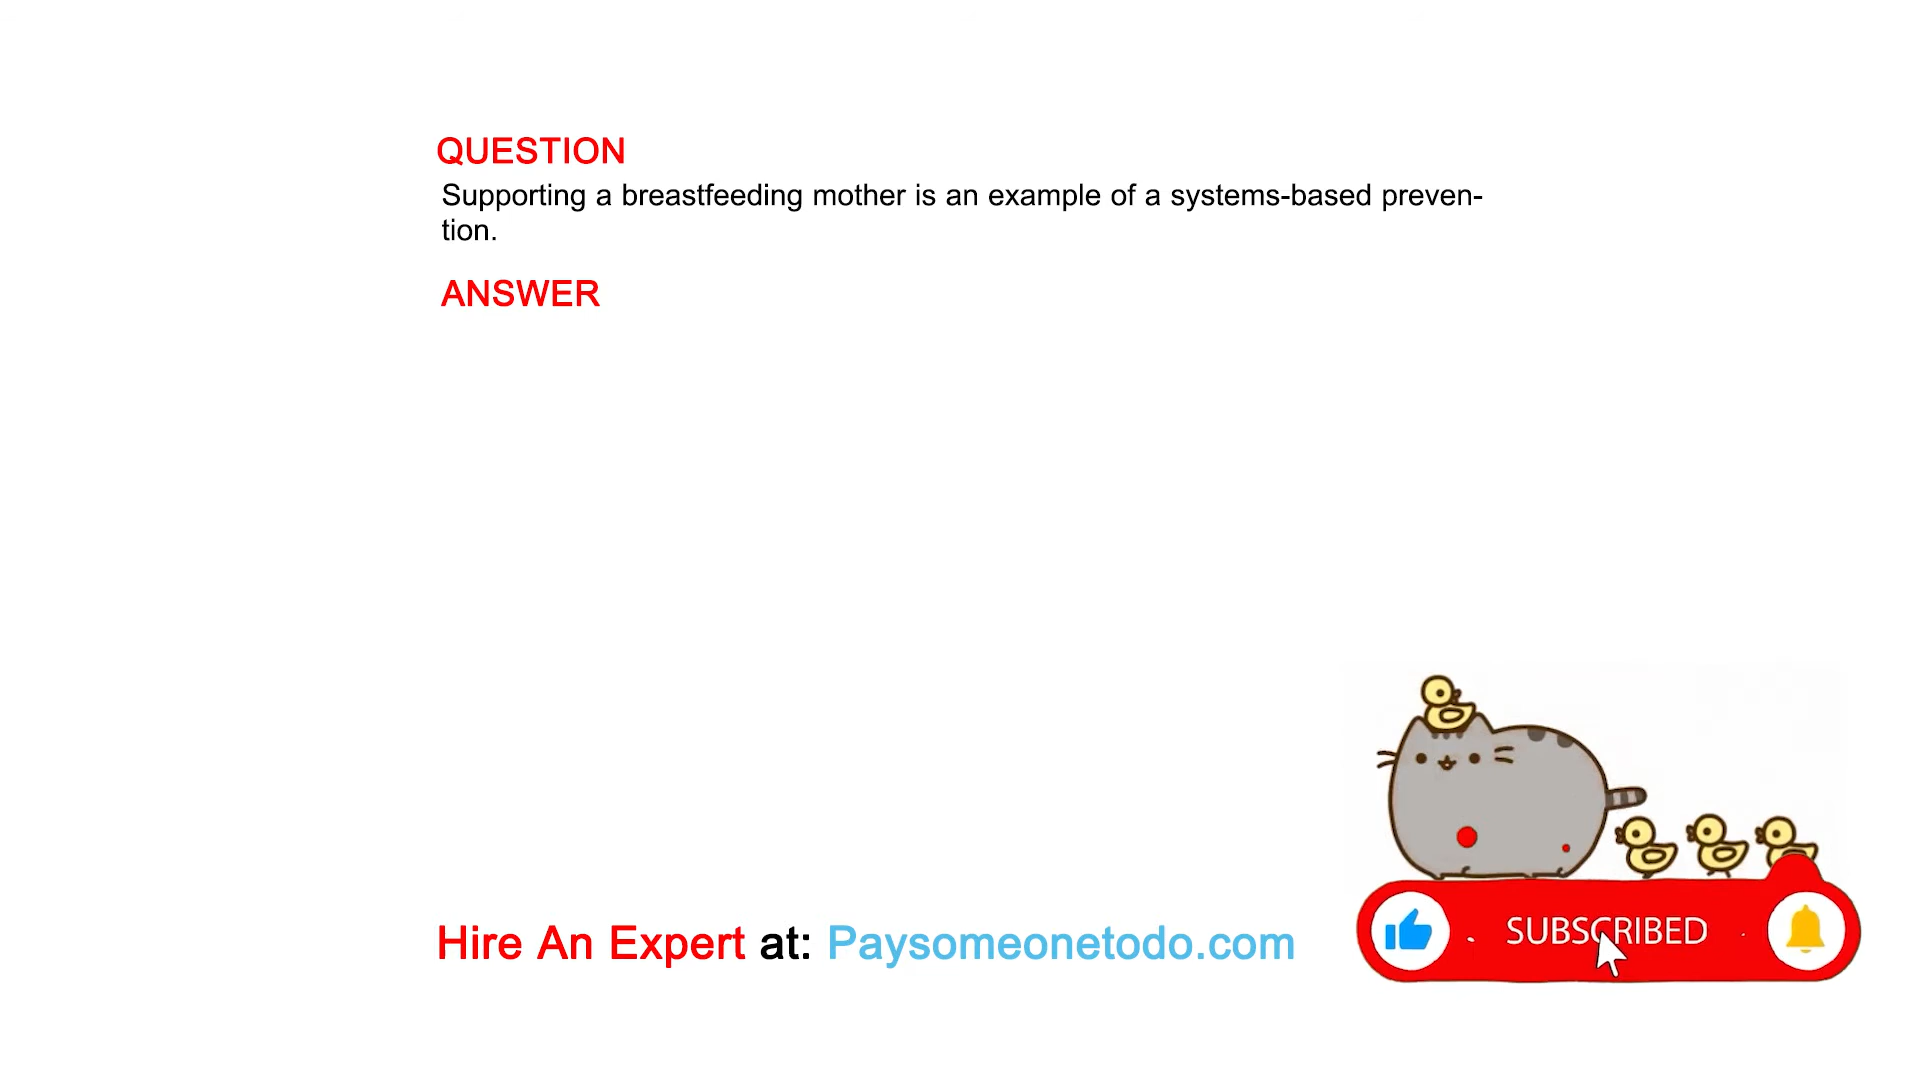 QUESTION
Supporting a breastfeeding mother is an example of a systems-based preven-
tion.
ANSWER
Hire An Expert at: Paysomeonetodo.com
SUBSCRIBED